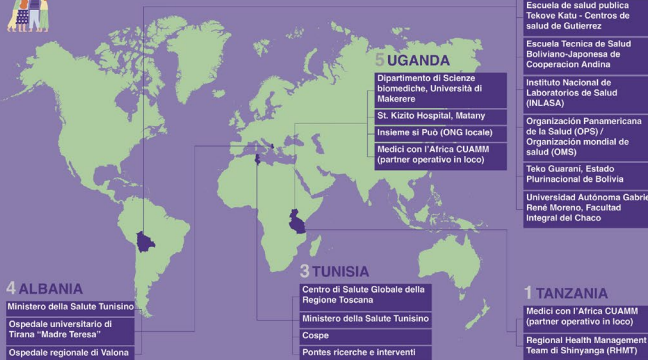 Escuela de salud publica
Tekove Katu - Centros de
salud de Gutierrez
Escuela Tecnica de Salud
Boliviano-Japonesa de
Cooperacion Andina
Instituto Nacional de
Laboratorios de Salud
(INLASA)
Organización Panamericana
de la Salud (OPS) /
Organización mondial de
salud (OMS)
Teko Guaraní, Estado
Plurinacional de Bolivia
Universidad Autónoma Gabrie
René Moreno, Facultad
Integral del Chaco
5 UGANDA
Dipartimento di Scienze
biomediche, Università di
Makerere
St. Kizito Hospital, Matany
Insieme si Può (ONG locale)
Medici con l'Africa CUAMM
(partner operativo in loco)
4 ALBANIA
Ministero della Salute Tunisino
Ospedale universitario di
Tirana "Madre Teresa"
Ospedale regionale di Valona
3 TUNISIA
Centro di Salute Globale della
Regione Toscana
Ministero della Salute Tunisino
Cospe
Pontes ricerche e interventi
1 TANZANIA
Medici con l'Africa CUAMM
(partner operativo in loco)
Regional Health Management
Team di Shinyanga (RHMT)